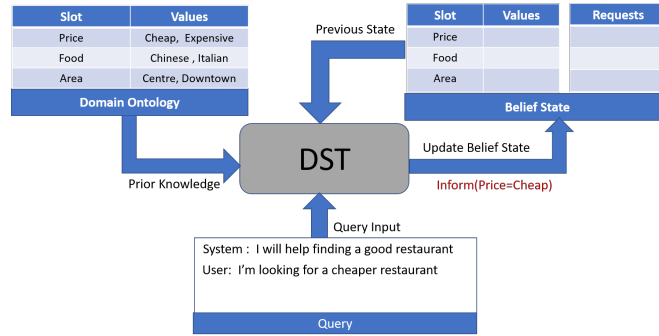 Slot Values
Price Cheap, Expensive
Food Chinese , Italian
Area Centre, Downtown
Domain Ontology
Previous State
Slot Values Requests
Price
Food
Area
Belief State
DST
Prior Knowledge
Update Belief State
Inform(Price=Cheap)
Query Input
System : I will help finding a good restaurant
User: I'm looking for a cheaper restaurant
Query